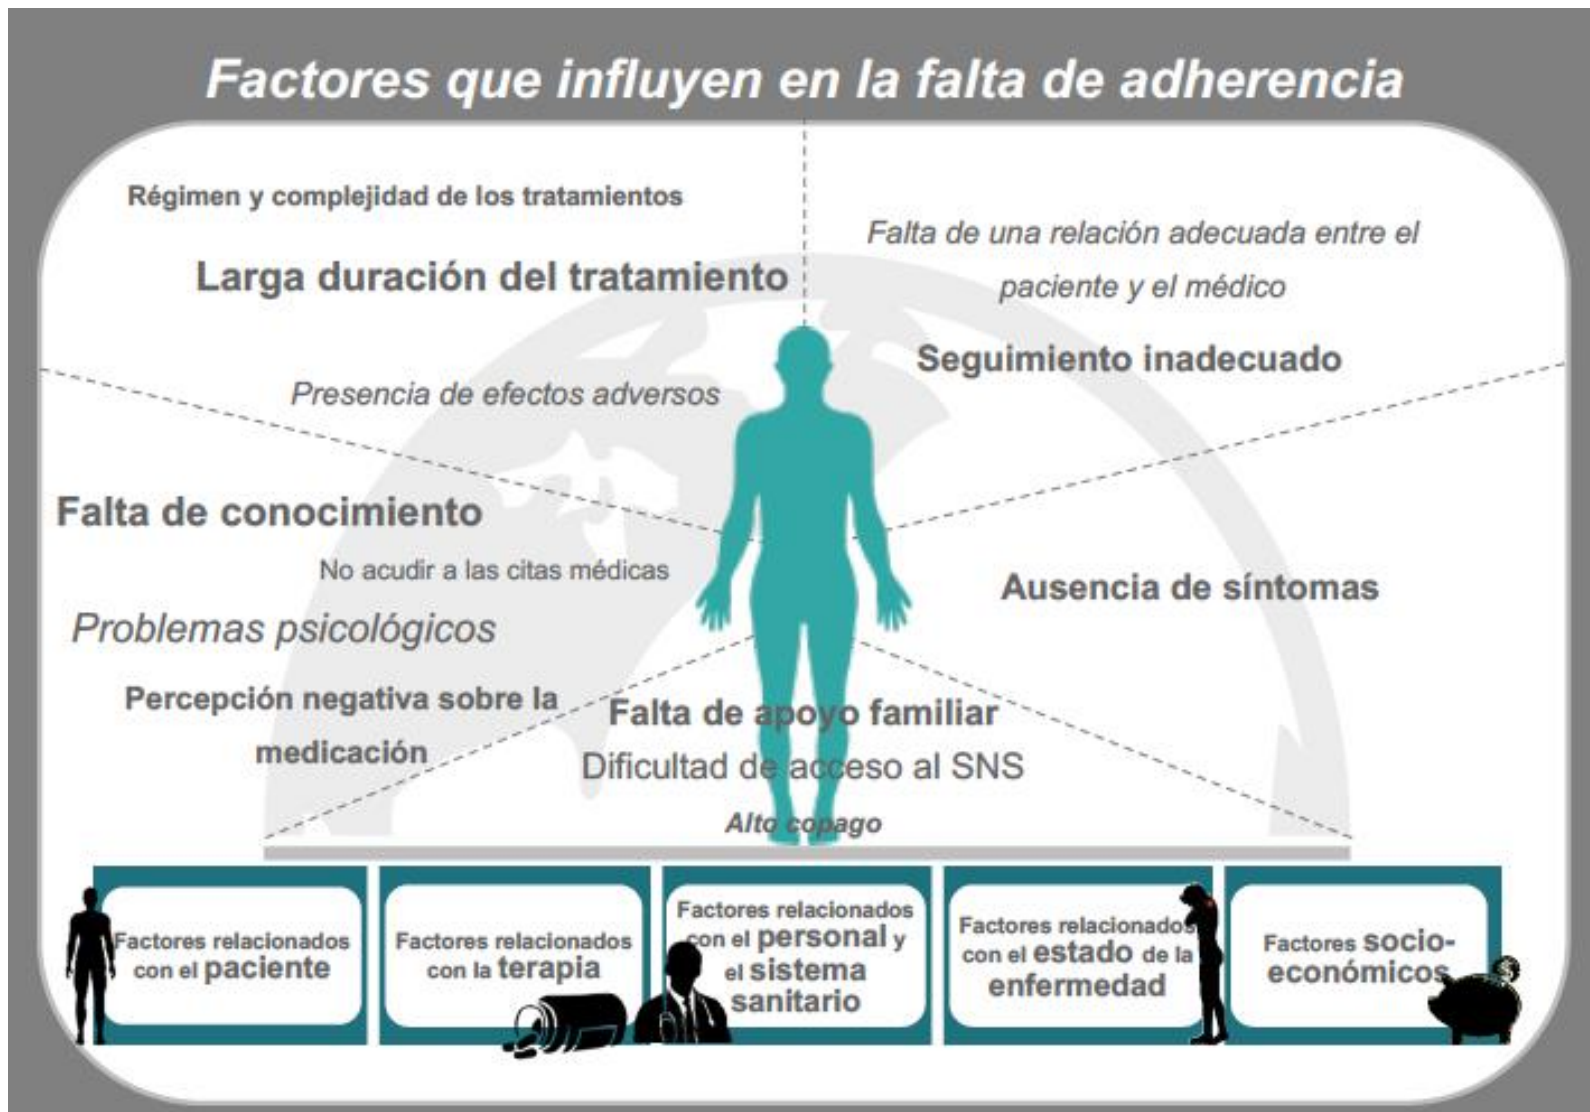 Factores que influyen en la falta de adherencia
Régimen y complejidad de los tratamientos
Larga duración del tratamiento
Presencia de efectos adversos
Falta de una relación adecuada entre el
paciente y el médico
Seguimiento inadecuado
Falta de conocimiento
No acudir a las citas médicas
Problemas psicológicos
Percepción negativa sobre la
medicación
Ausencia de síntomas
Falta de apoyo familiar
Dificultad de acceso al SNS
Alto copago
Factores relacionados
con el paciente
Factores relacionados
con la terapia
Factores relacionados
con el personal y
el sistema
sanitario
Factores relacionados
con el estado de la
enfermedad
Factores socio-
económicos